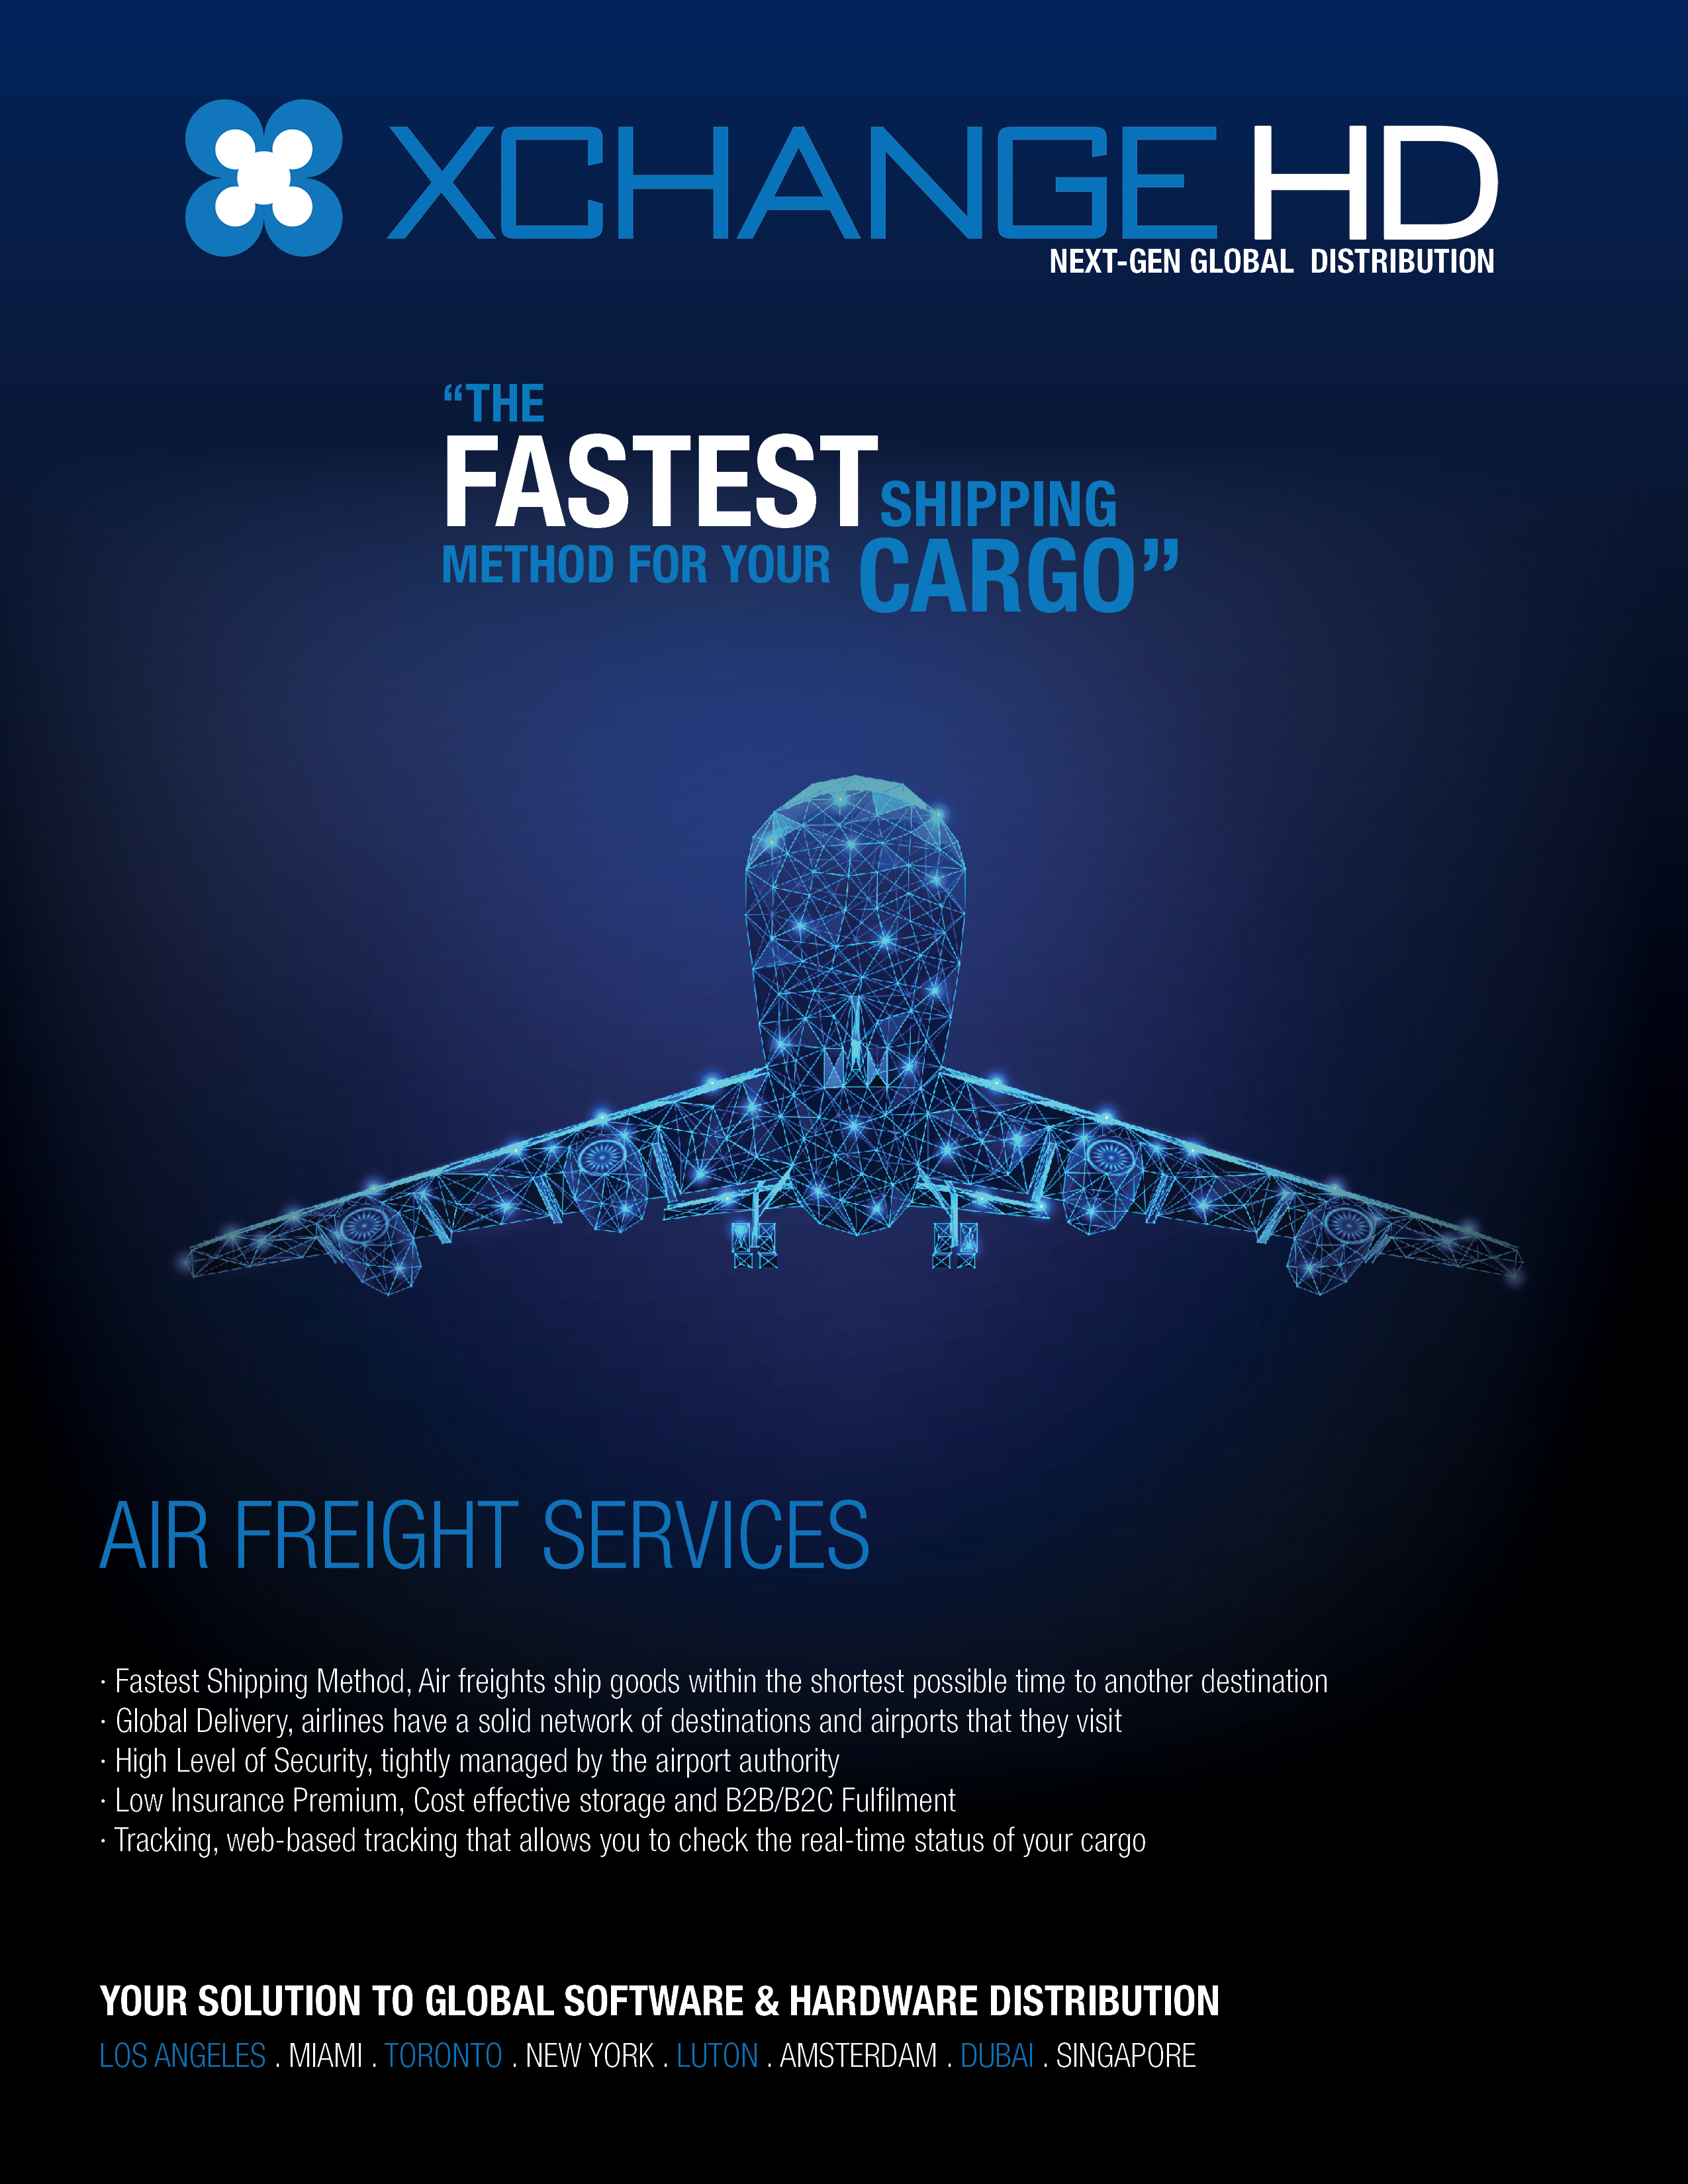 XCHANGE HD
NEXT-GEN GLOBAL DISTRIBUTION
“THE
FASTEST SHIPPING
METHOD FOR YOUR CARGO”
AIR FREIGHT SERVICES
· Fastest Shipping Method, Air freights ship goods within the shortest possible time to another destination
· Global Delivery, airlines have a solid network of destinations and airports that they visit
· High Level of Security, tightly managed by the airport authority
· Low Insurance Premium, Cost effective storage and B2B/B2C Fulfilment
· Tracking, web-based tracking that allows you to check the real-time status of your cargo
YOUR SOLUTION TO GLOBAL SOFTWARE & HARDWARE DISTRIBUTION
LOS ANGELES . MIAMI . TORONTO . NEW YORK . LUTON . AMSTERDAM . DUBAI . SINGAPORE